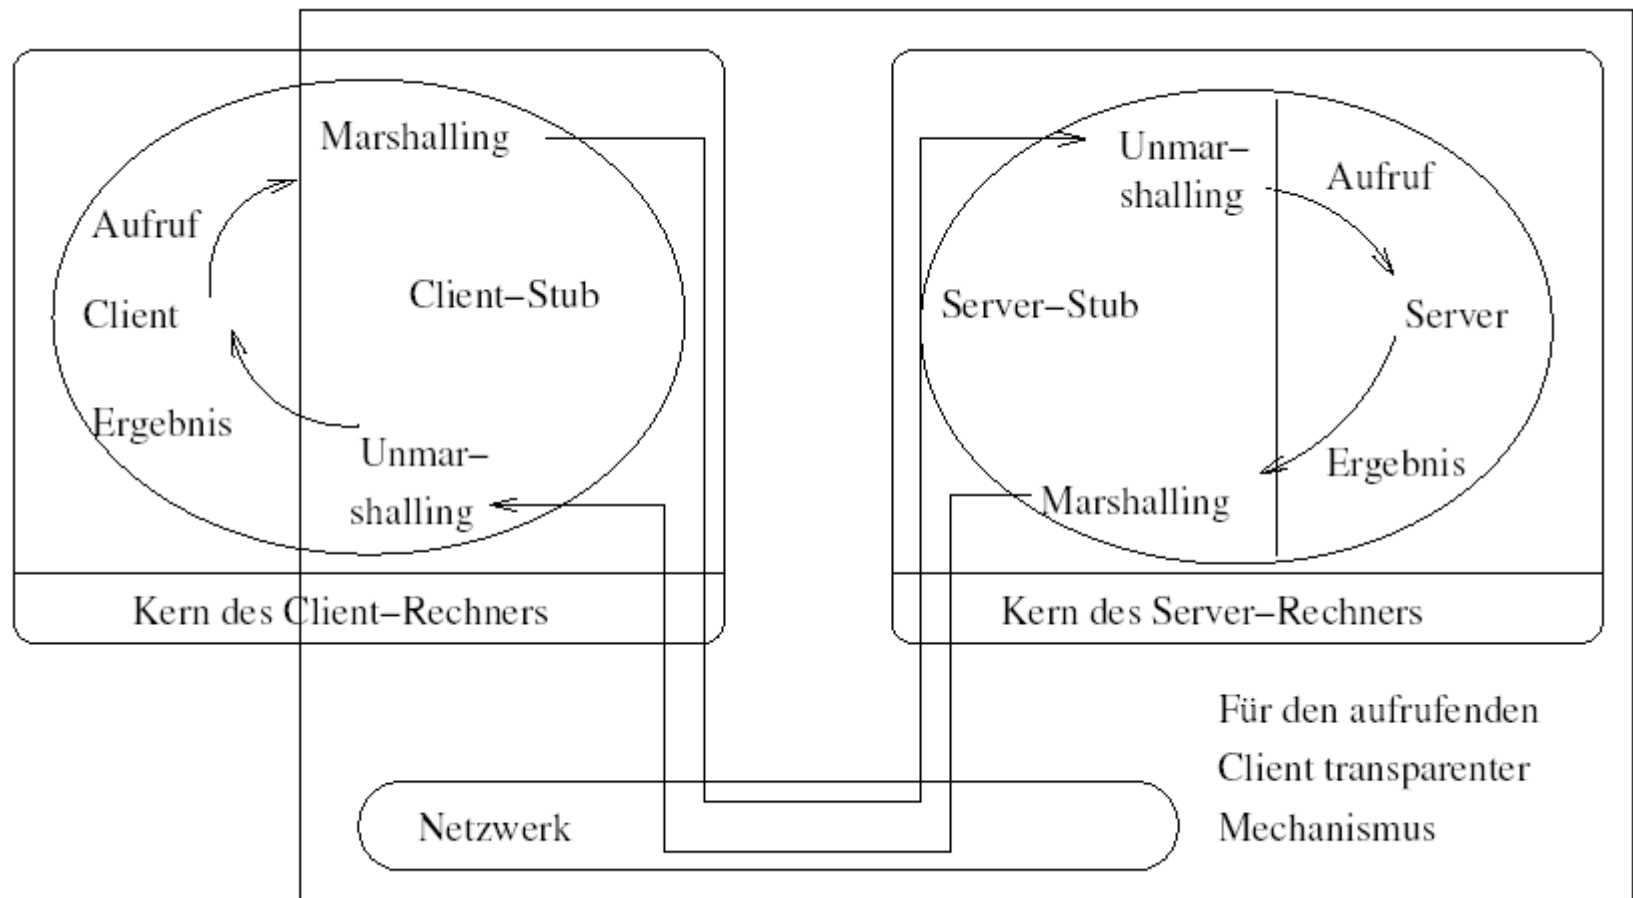 Marshalling
Aufruf
Client
Client–Stub
Ergebnis
Unmar–
shalling
Kern des Client–Rechners
Unmar–
shalling
Aufruf
Server–Stub
Server
Ergebnis
Marshalling
Kern des Server–Rechners
Für den aufrufenden
Client transparenter
Mechanismus
Netzwerk